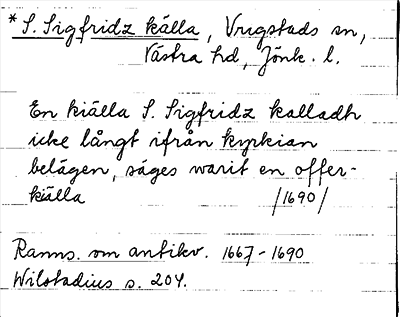 * S. Sigfridz källa, Vrigstads sn,
Västra hd, Jönk. l.
En kiälla S. Sigfridz kalladh
icke långt ifrån kyrkian
belägen, säges warit en offer-
kiälla /1690/
Ranns. om antikv. 1667-1690
Wilstadius s. 204.